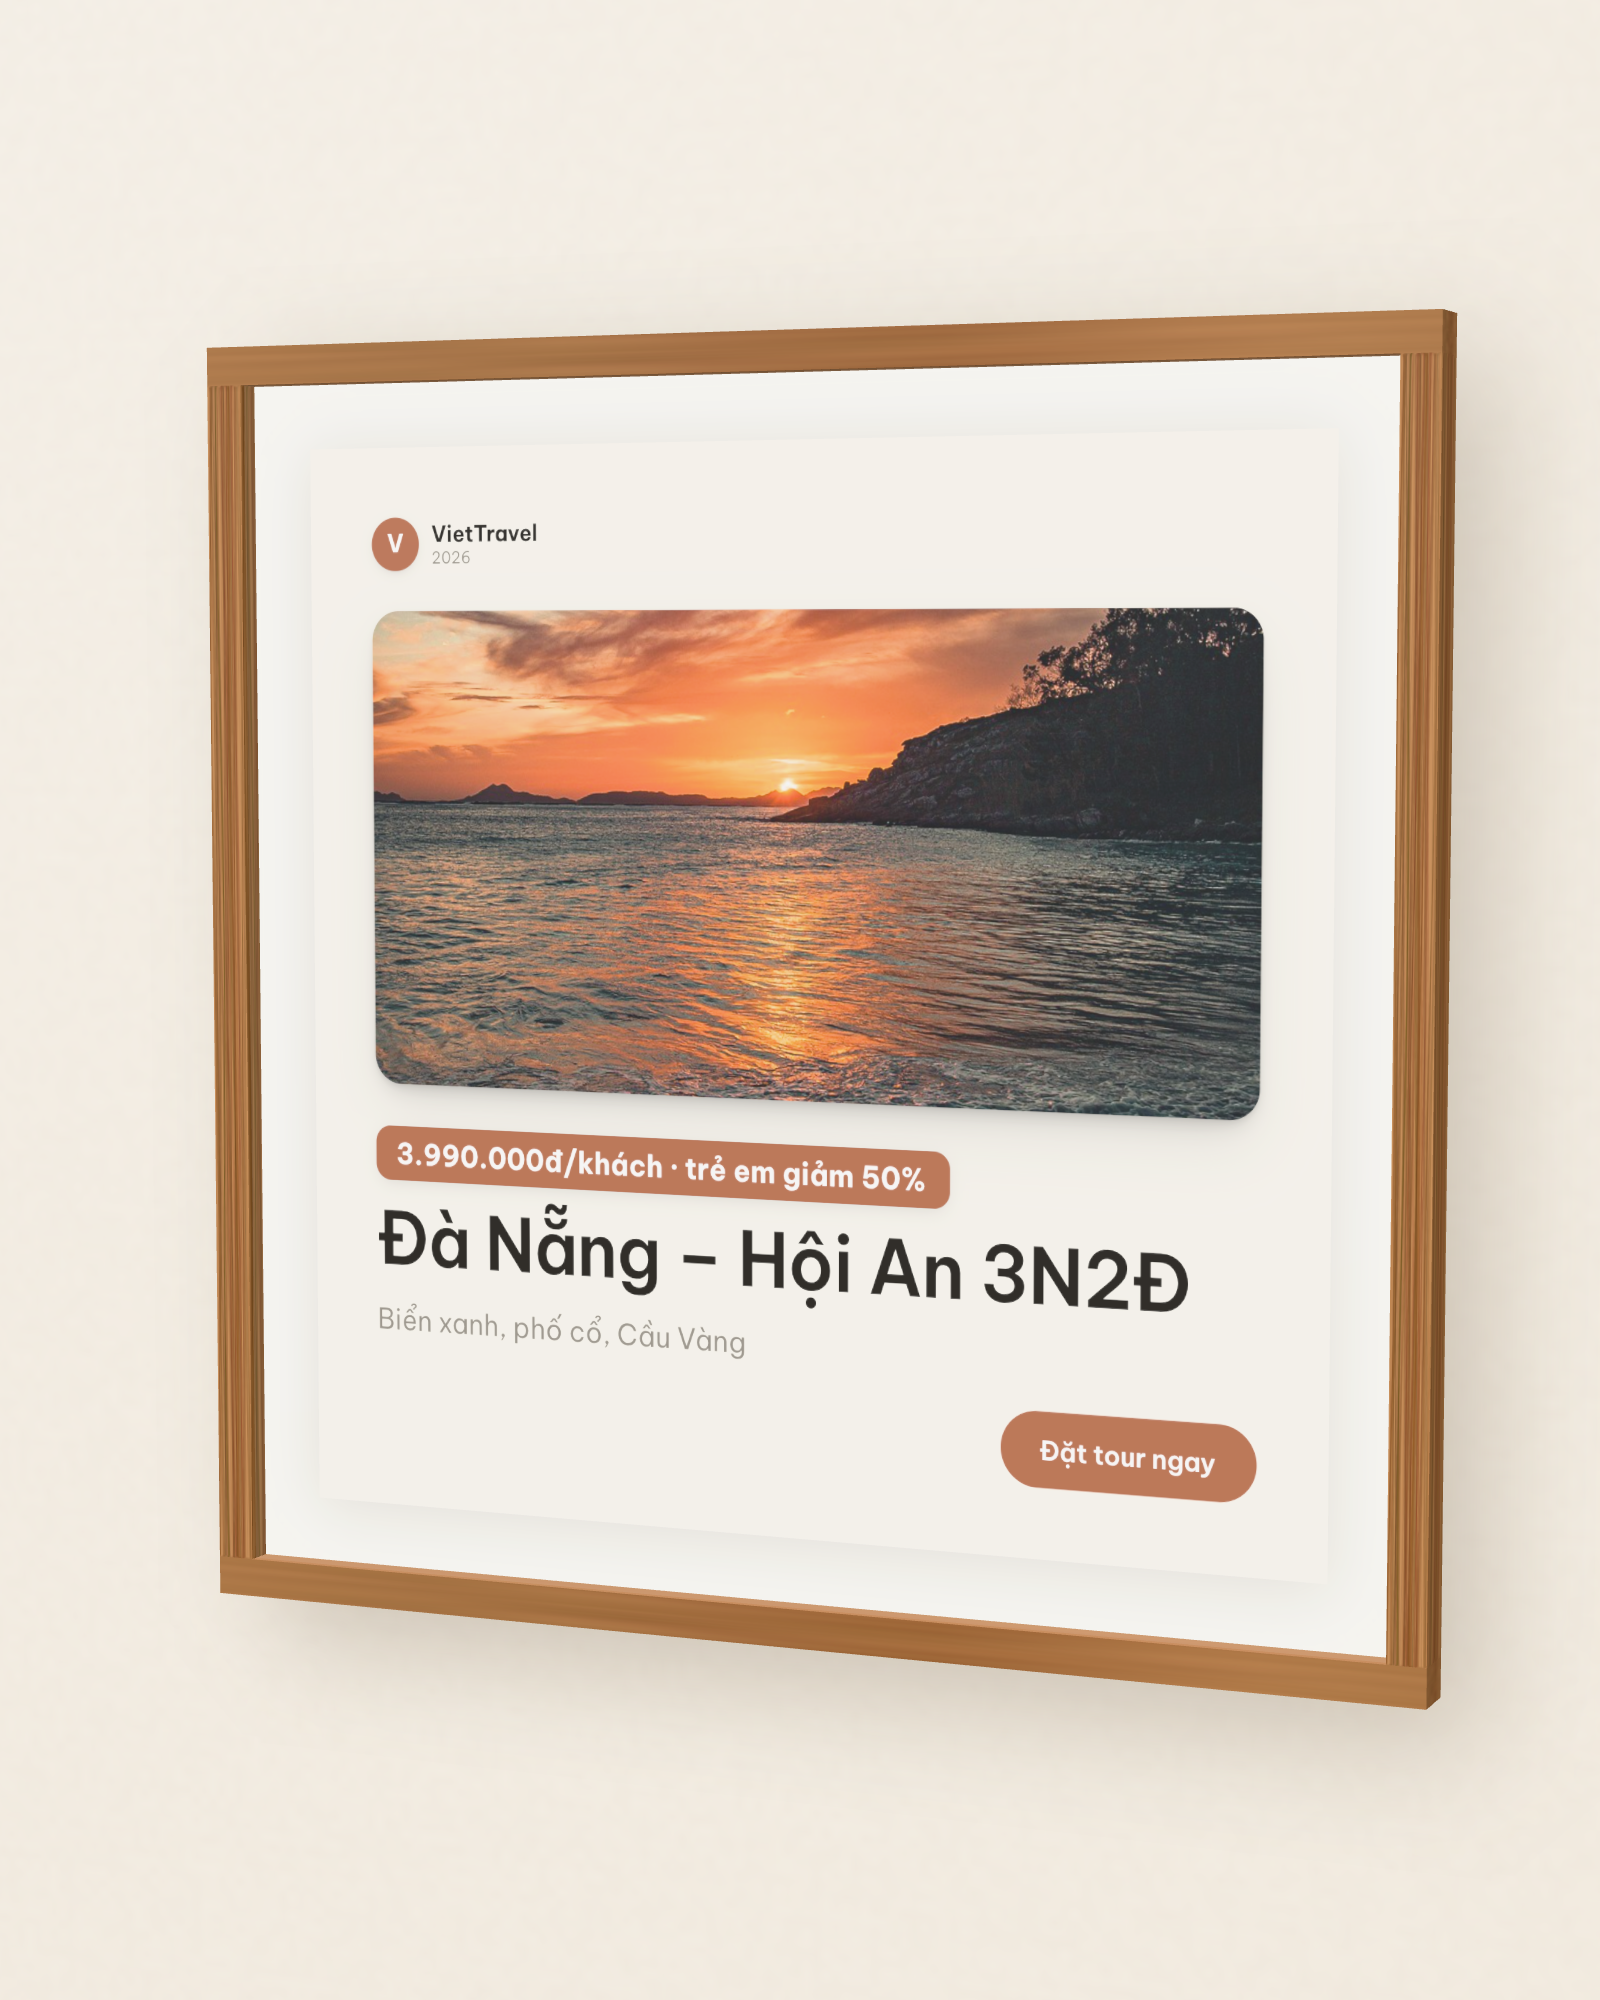 V
VietTravel
2026
3.990.000đ/khách · trẻ em giảm 50%
Đà Nẵng – Hội An 3N2Đ
Biển xanh, phố cổ, Cầu Vàng
Đặt tour ngay